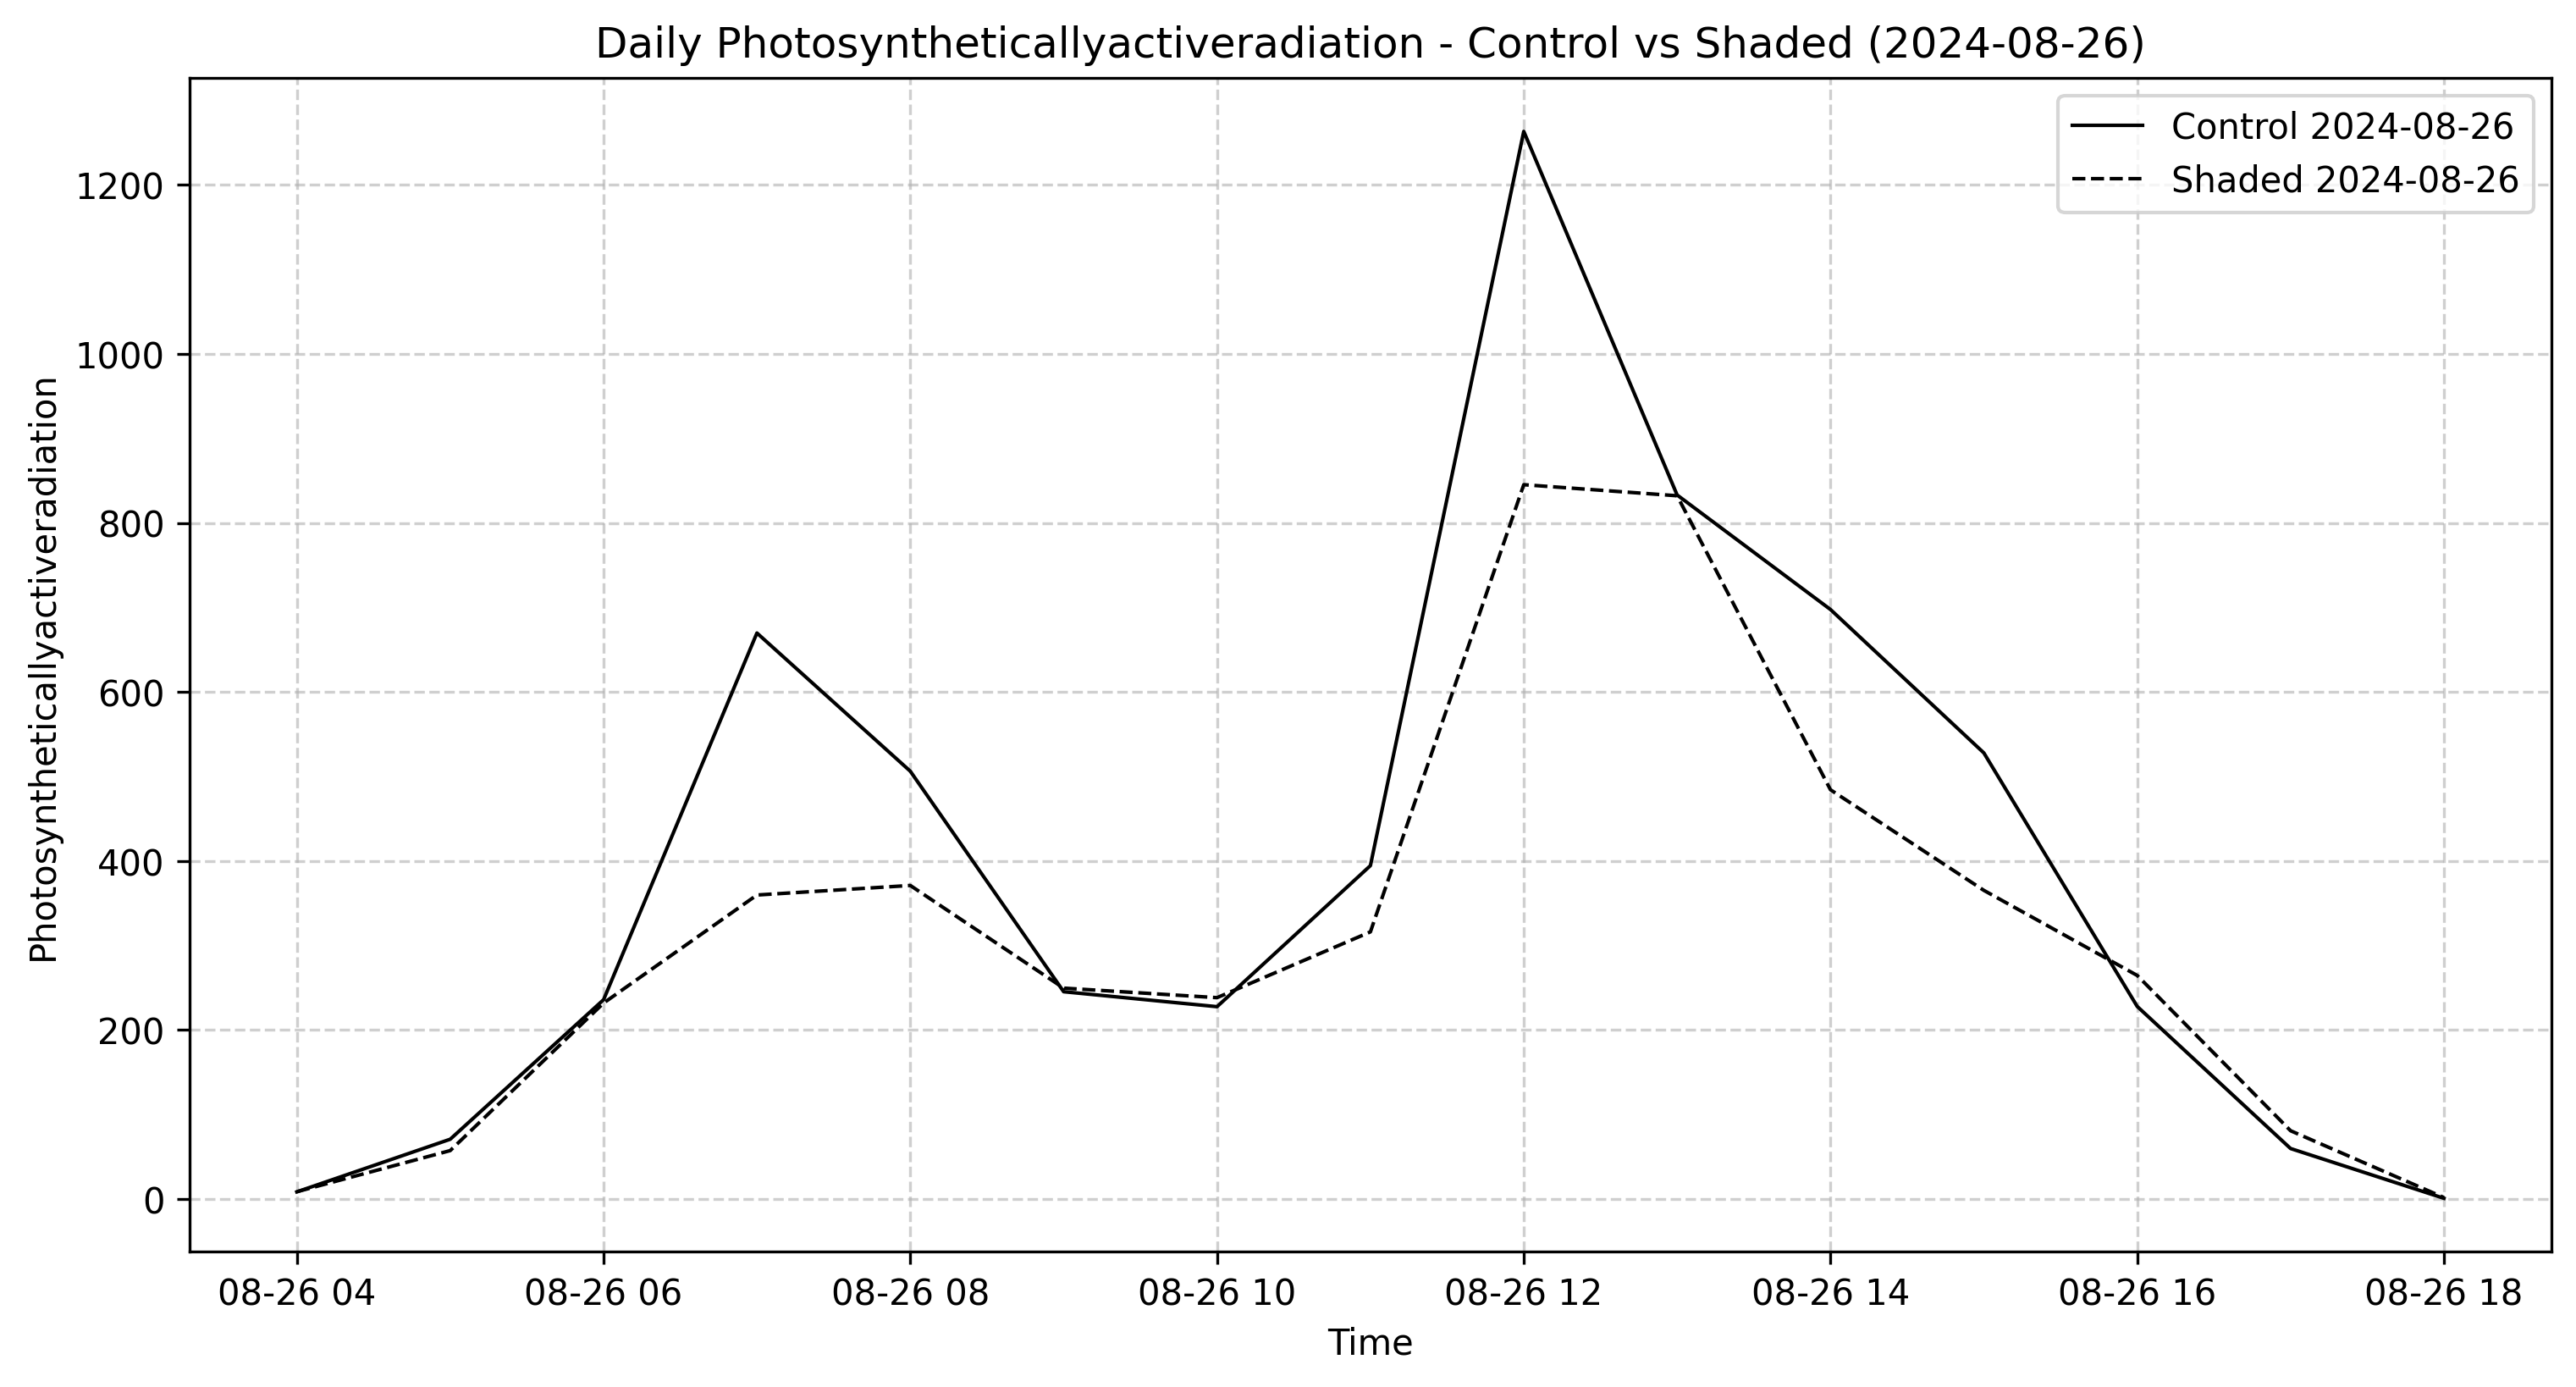 Daily Photosyntheticallyactiveradiation - Control vs Shaded (2024-08-26)
Control 2024-08-26
Shaded 2024-08-26
Photosyntheticallyactiveradiation
1200
1000
800
600
400
200
0
08-26 04 08-26 06 08-26 08 08-26 10 08-26 12 08-26 14 08-26 16 08-26 18
Time